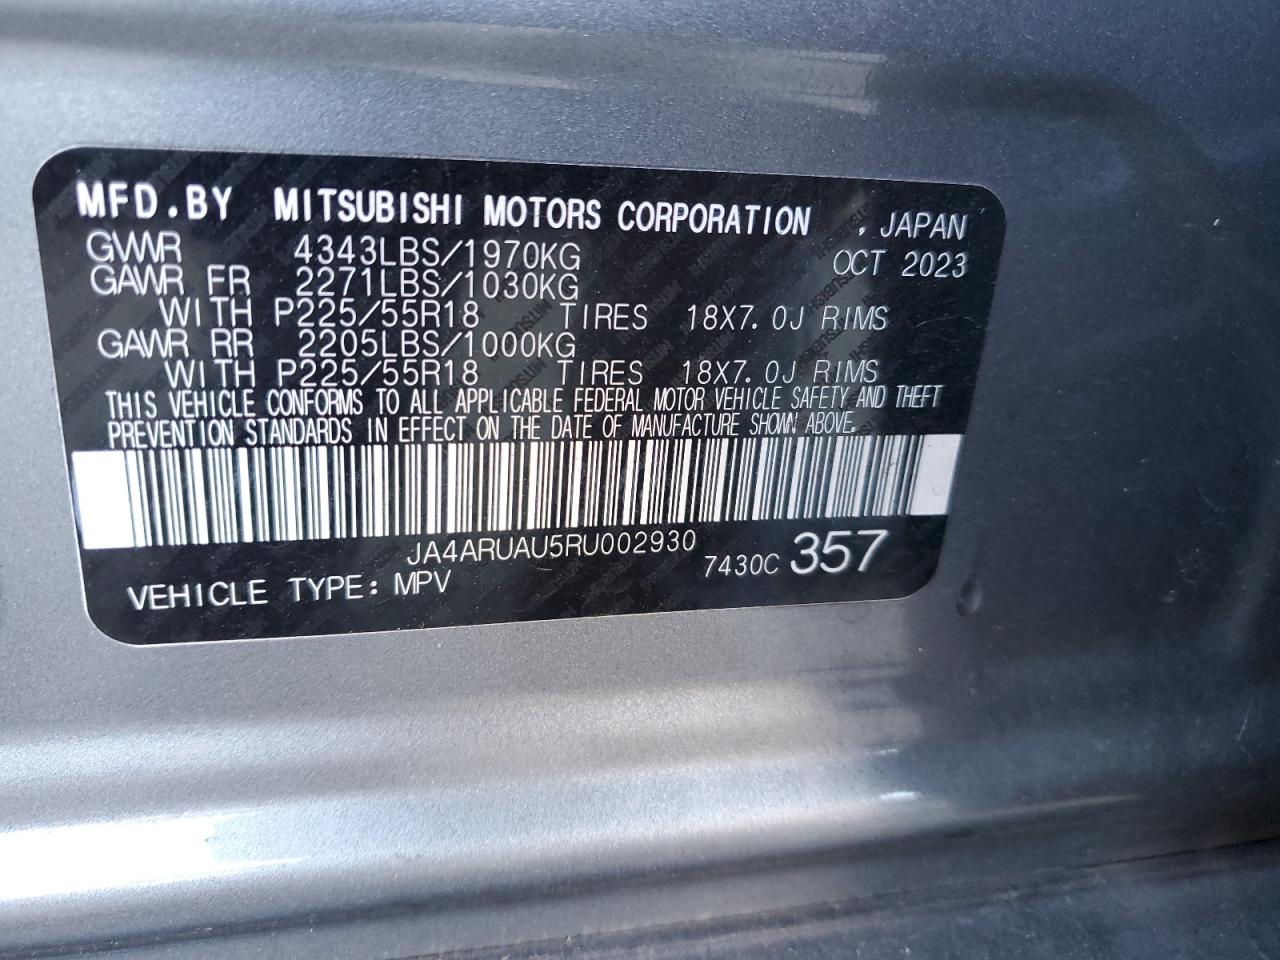 MFD.BY MITSUBISHI MOTORS CORPORATION , JAPAN
GVWR 4343LBS/1970KG OCT 2023
GAWR FR 2271LBS/1030KG
WITH P225/55R18 TIRES 18X7.0J RIMS
GAWR RR 2205LBS/1000KG
WITH P225/55R18 TIRES 18X7.0J RIMS
THIS VEHICLE CONFORMS TO ALL APPLICABLE FEDERAL MOTOR VEHICLE SAFETY AND THEFT
PREVENTION STANDARDS IN EFFECT ON THE DATE OF MANUFACTURE SHOWN ABOVE.
JA4ARUAU5RU002930
7430C 357
VEHICLE TYPE: MPV